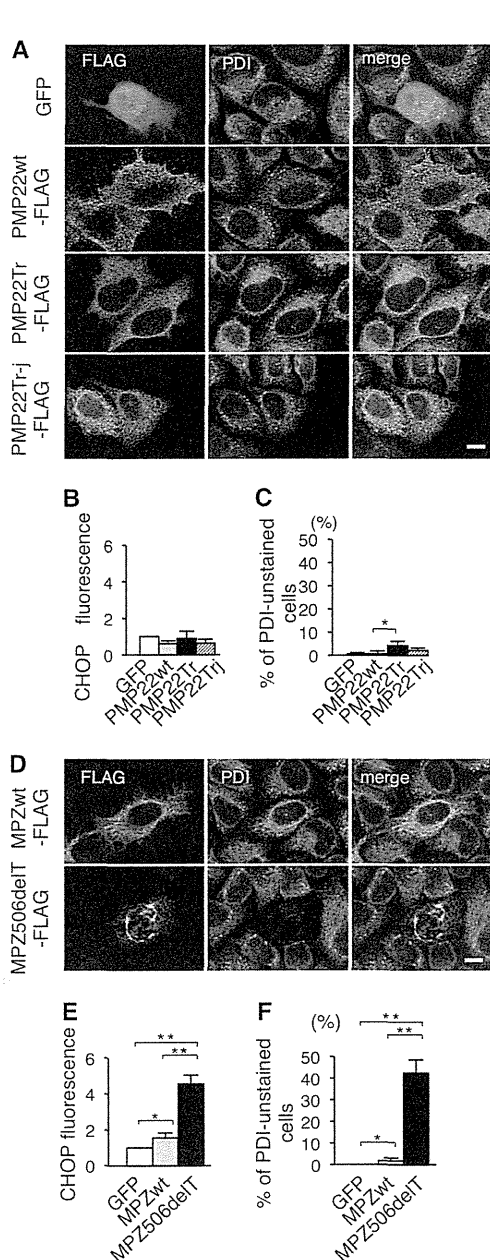 A
FLAG
PDI
merge
GFP
PMP22wt
-FLAG
PMP22Tr
-FLAG
PMP22Tr-j
-FLAG
B
CHOP fluorescence
6
4
2
0
GFP
PMP22wt
PMP22Tr
PMP22Trj
C
(%)
% of PDI-unstained
cells
50
40
30
20
10
0
*
GFP
PMP22wt
PMP22Tr
PMP22Trj
D
FLAG
PDI
merge
MPZwt
-FLAG
MPZ506delT
-FLAG
E
CHOP fluorescence
6
4
2
0
**
**
*
GFP
MPZwt
MPZ506delT
F
(%)
% of PDI-unstained
cells
50
40
30
20
10
0
**
**
*
GFP
MPZwt
MPZ506delT